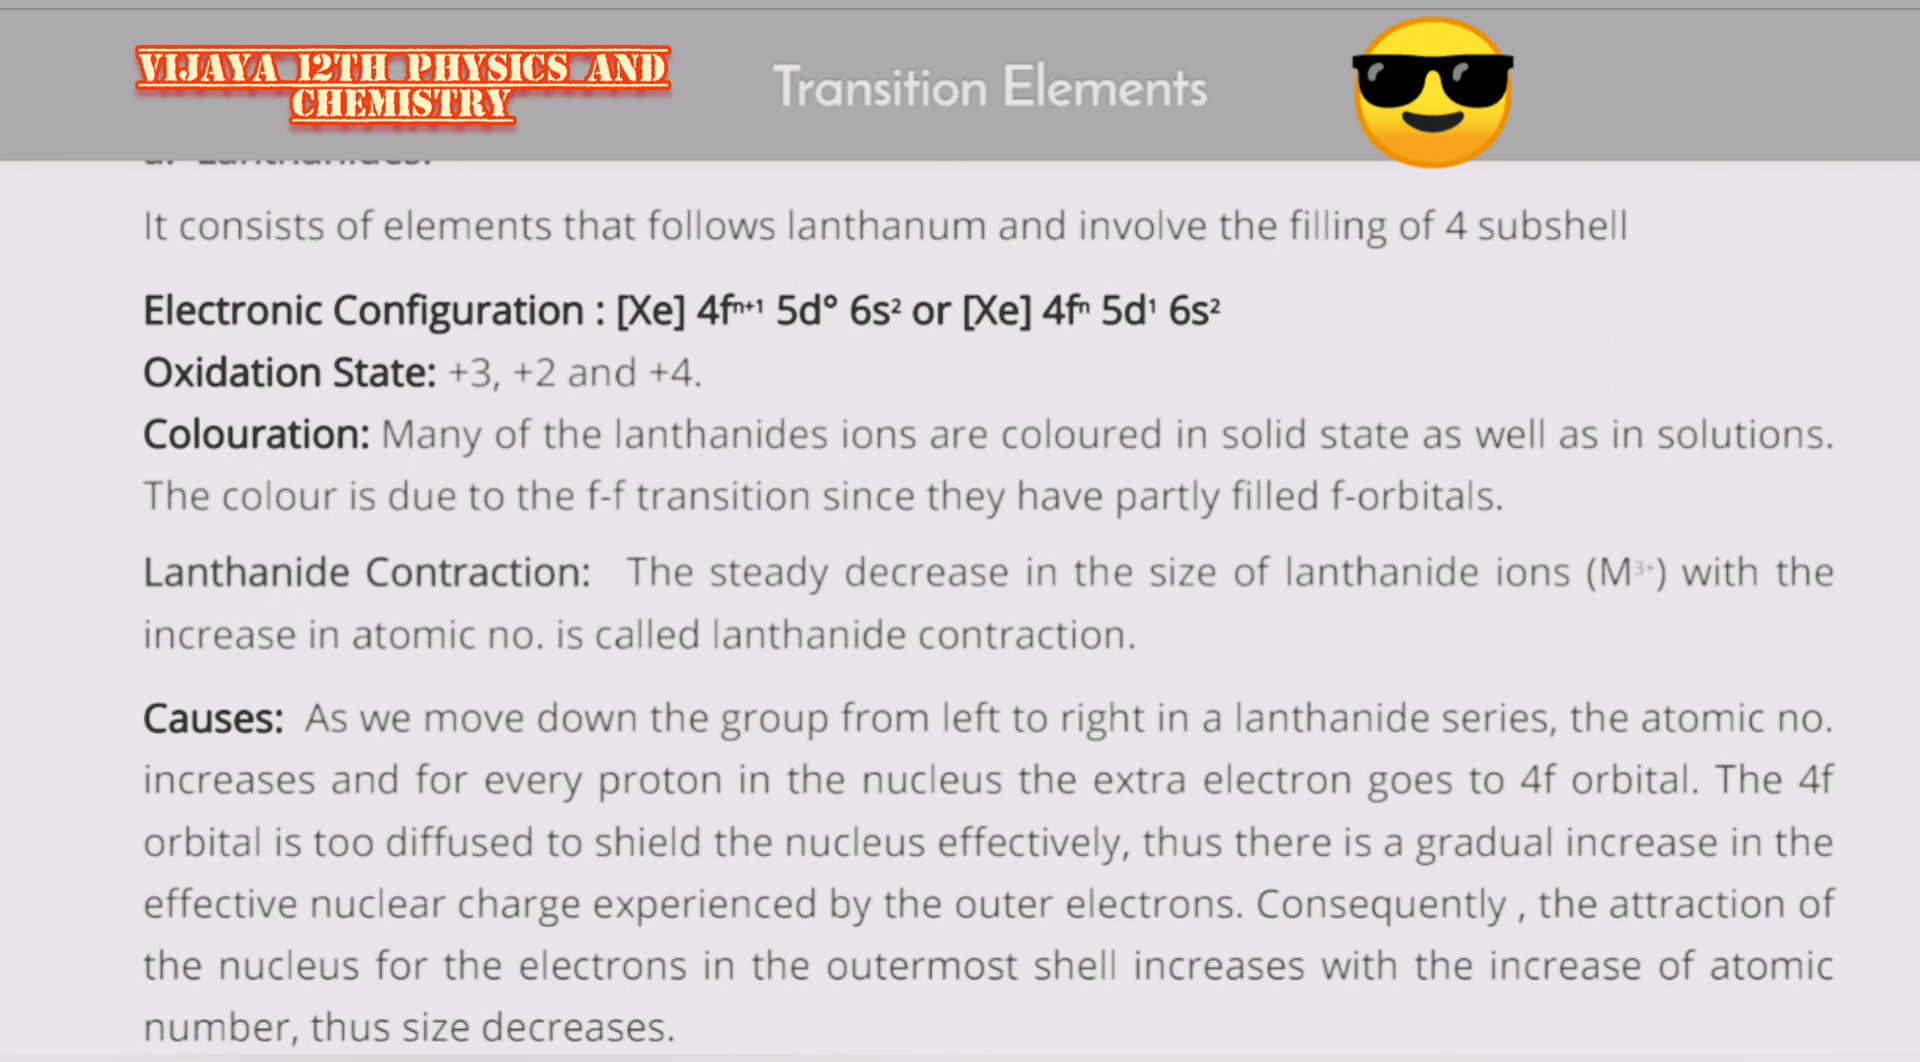 VIJAYA 12TH PHYSICS AND
CHEMISTRY
Transition Elements
It consists of elements that follows lanthanum and involve the filling of 4 subshell
Electronic Configuration : [Xe] 4fⁿ⁺¹ 5d° 6s² or [Xe] 4fⁿ 5d¹ 6s²
Oxidation State: +3, +2 and +4.
Colouration: Many of the lanthanides ions are coloured in solid state as well as in solutions.
The colour is due to the f-f transition since they have partly filled f-orbitals.
Lanthanide Contraction: The steady decrease in the size of lanthanide ions (M³⁺) with the
increase in atomic no. is called lanthanide contraction.
Causes: As we move down the group from left to right in a lanthanide series, the atomic no.
increases and for every proton in the nucleus the extra electron goes to 4f orbital. The 4f
orbital is too diffused to shield the nucleus effectively, thus there is a gradual increase in the
effective nuclear charge experienced by the outer electrons. Consequently , the attraction of
the nucleus for the electrons in the outermost shell increases with the increase of atomic
number, thus size decreases.